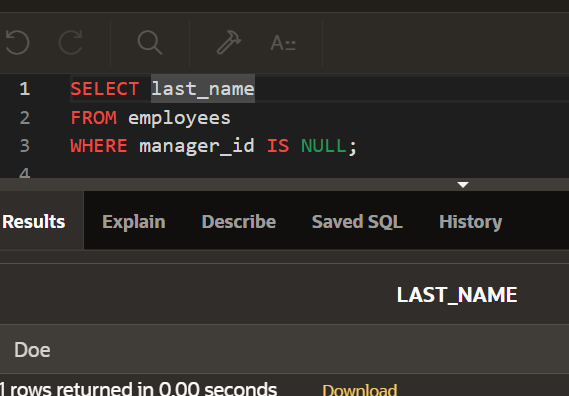 A::
1 SELECT last_name
2 FROM employees
3 WHERE manager_id IS NULL;
4
Results Explain Describe Saved SQL History
LAST_NAME
Doe
1 rows returned in 0.00 seconds Download